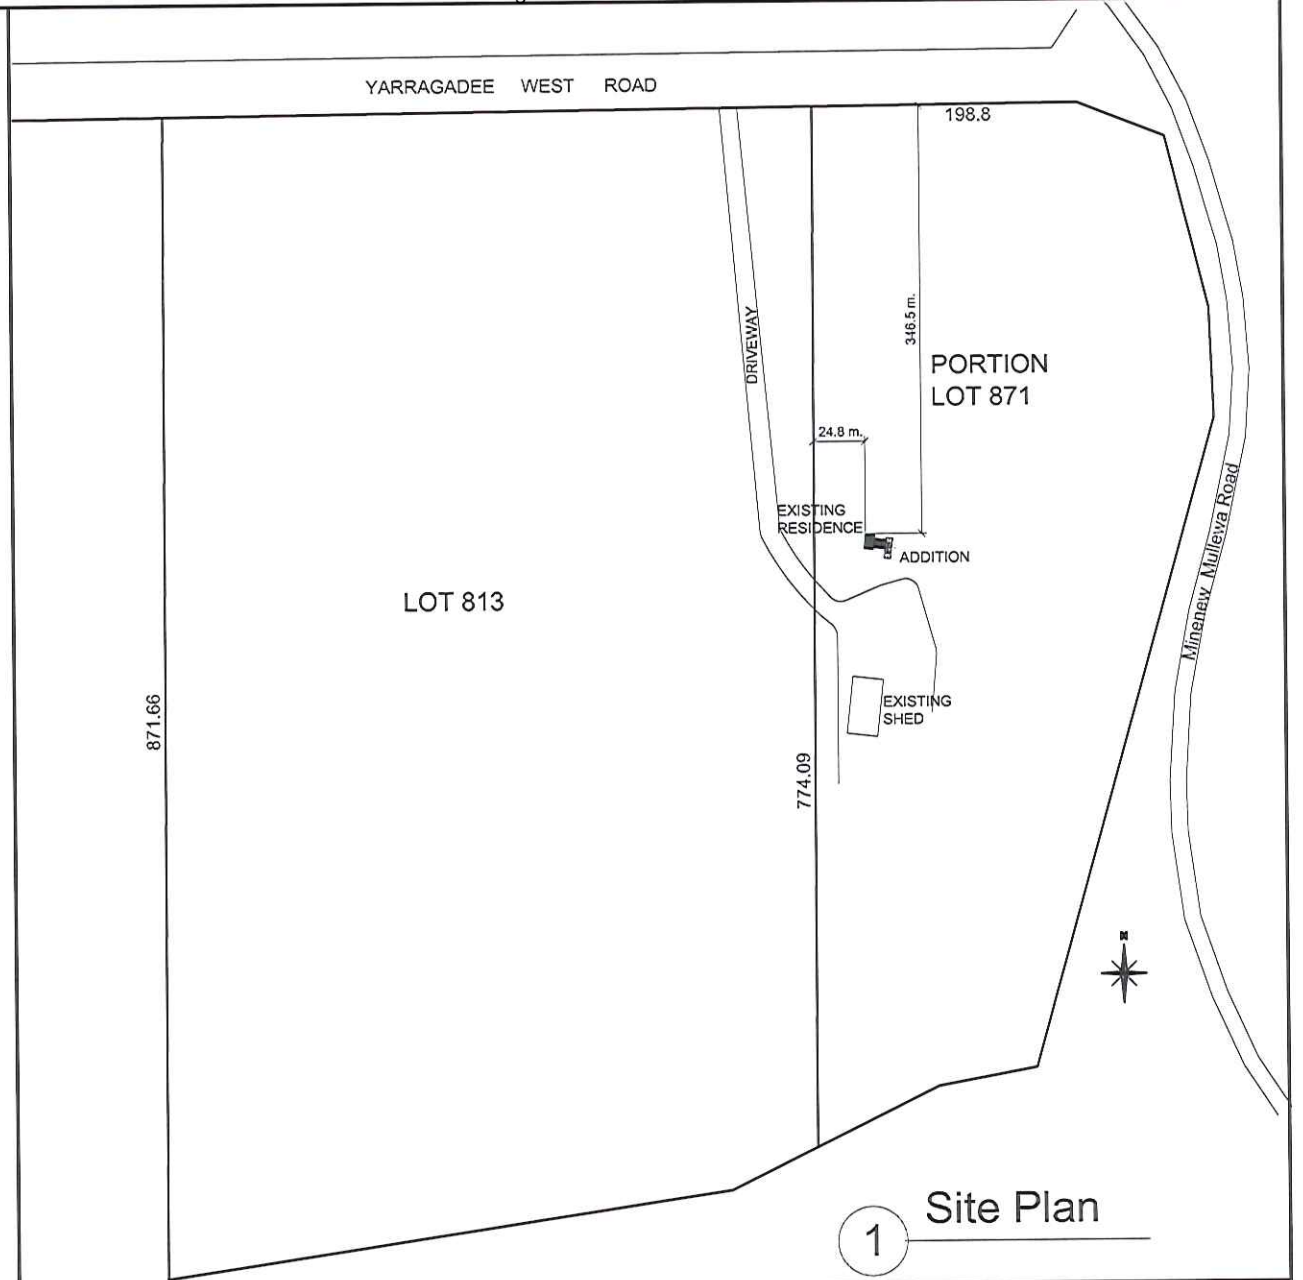 YARRAGADEE WEST ROAD
198.8
DRIVEWAY
346.5 m.
PORTION
LOT 871
24.8 m.
EXISTING
RESIDENCE
ADDITION
Minenew Mullewa Road
LOT 813
871.66
EXISTING
SHED
774.09
N
Site Plan
1